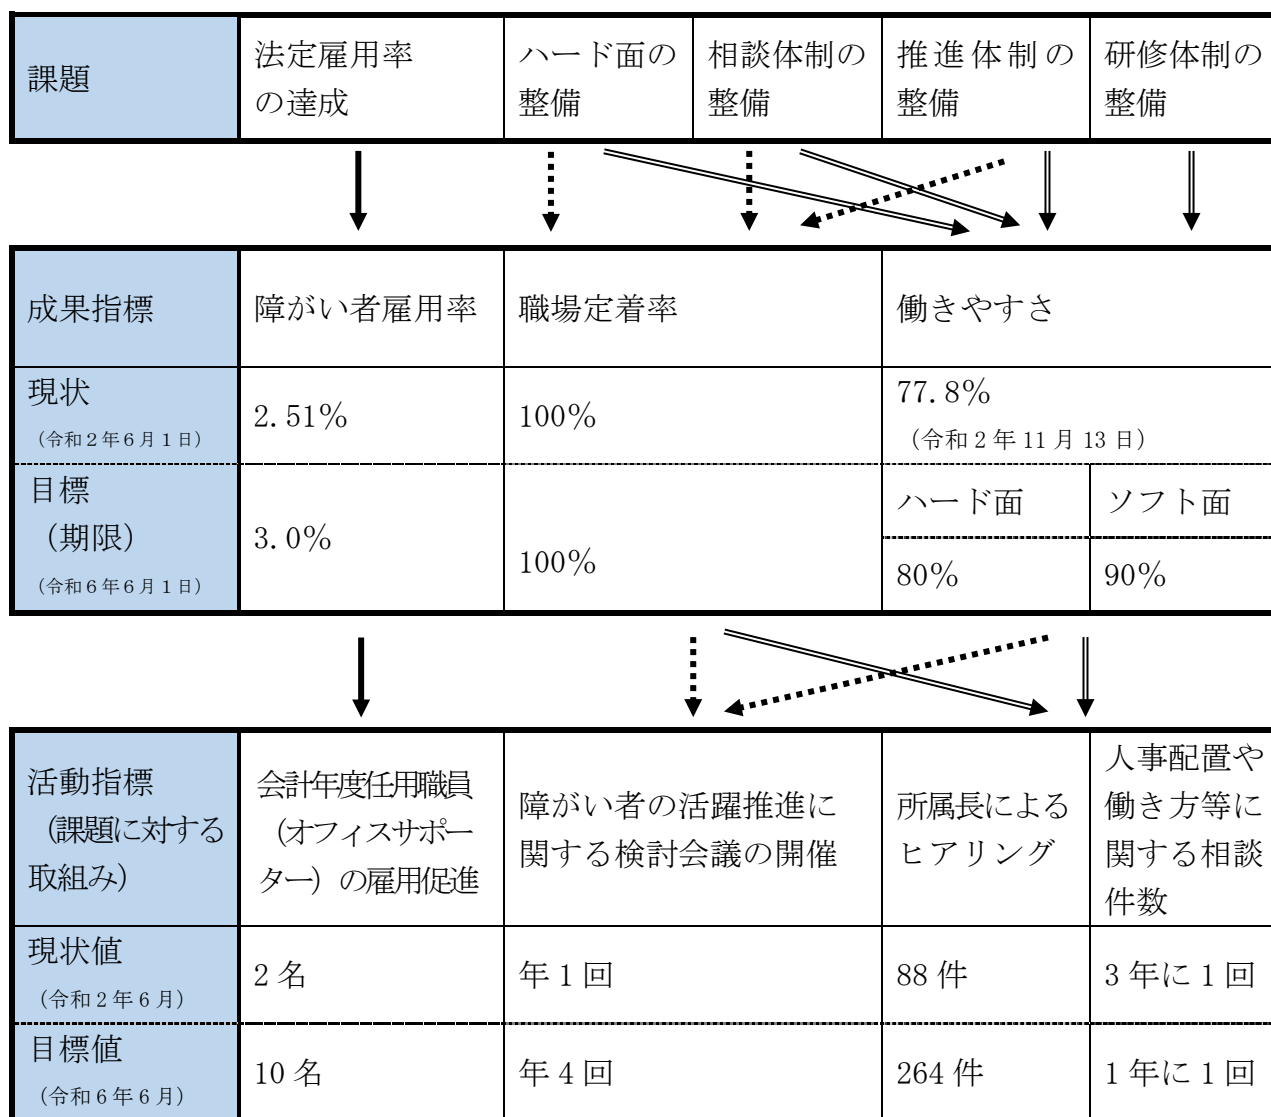 課題
法定雇用率
の達成
ハード面の
整備
相談体制の
整備
推進体制の
整備
研修体制の
整備
成果指標
障がい者雇用率
職場定着率
働きやすさ
現状
（令和２年６月１日）
2.51％
100％
77.8％
（令和2年11月13日）
目標
（期限）
（令和６年６月１日）
3.0％
100％
ハード面
ソフト面
80％
90％
活動指標
（課題に対する
取組み）
会計年度任用職員
（オフィスサポー
ター）の雇用促進
障がい者の活躍推進に
関する検討会議の開催
所属長による
ヒアリング
人事配置や
働き方等に
関する相談
件数
現状値
（令和2年6月）
2名
年1回
88件
3年に1回
目標値
（令和6年6月）
10名
年4回
264件
1年に1回